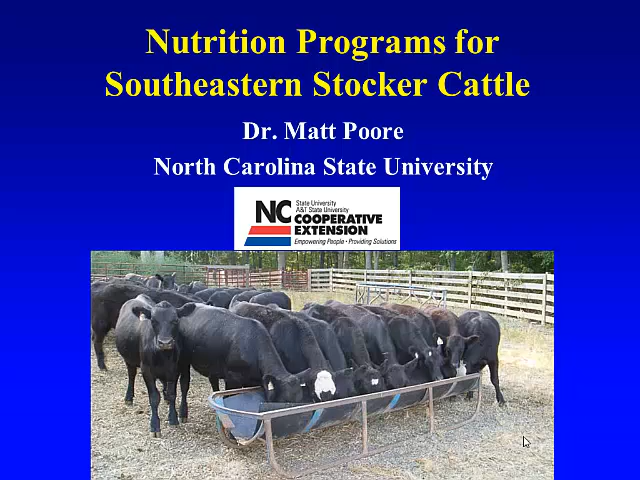 Nutrition Programs for
Southeastern Stocker Cattle
Dr. Matt Poore
North Carolina State University
NC
State University
A&T State University
COOPERATIVE
EXTENSION
Empowering People • Providing Solutions